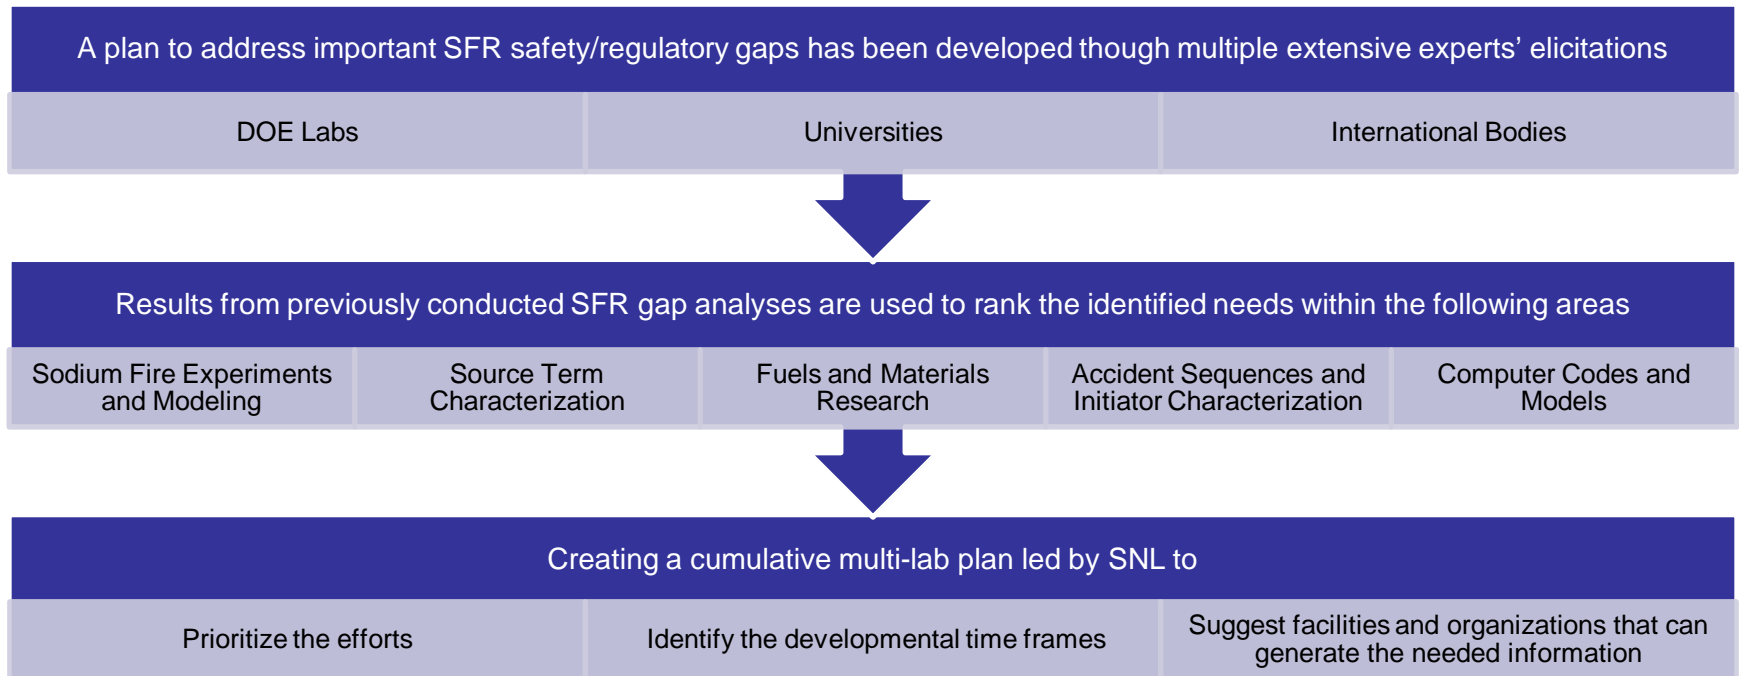 A plan to address important SFR safety/regulatory gaps has been developed though multiple extensive experts’ elicitations
DOE Labs
Universities
International Bodies
Results from previously conducted SFR gap analyses are used to rank the identified needs within the following areas
Sodium Fire Experiments
and Modeling
Source Term
Characterization
Fuels and Materials
Research
Accident Sequences and
Initiator Characterization
Computer Codes and
Models
Creating a cumulative multi-lab plan led by SNL to
Prioritize the efforts
Identify the developmental time frames
Suggest facilities and organizations that can
generate the needed information